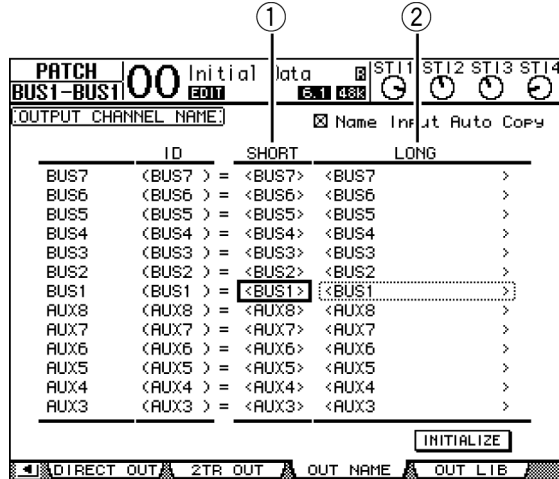 ① ②
PATCH 00 Initial Data R ST11 ST12 ST13 ST14
BUS1-BUS1 EDIT 6.1 48K
OUTPUT CHANNEL NAME ☒ Name Input Auto Copy
ID SHORT LONG
BUS7 (BUS7 ) = <BUS7> <BUS7 >
BUS6 (BUS6 ) = <BUS6> <BUS6 >
BUS5 (BUS5 ) = <BUS5> <BUS5 >
BUS4 (BUS4 ) = <BUS4> <BUS4 >
BUS3 (BUS3 ) = <BUS3> <BUS3 >
BUS2 (BUS2 ) = <BUS2> <BUS2 >
BUS1 (BUS1 ) = <BUS1> <BUS1 >
AUX8 (AUX8 ) = <AUX8> <AUX8 >
AUX7 (AUX7 ) = <AUX7> <AUX7 >
AUX6 (AUX6 ) = <AUX6> <AUX6 >
AUX5 (AUX5 ) = <AUX5> <AUX5 >
AUX4 (AUX4 ) = <AUX4> <AUX4 >
AUX3 (AUX3 ) = <AUX3> <AUX3 >
INITIALIZE
DIRECT OUT 2TR OUT OUT NAME OUT LIB